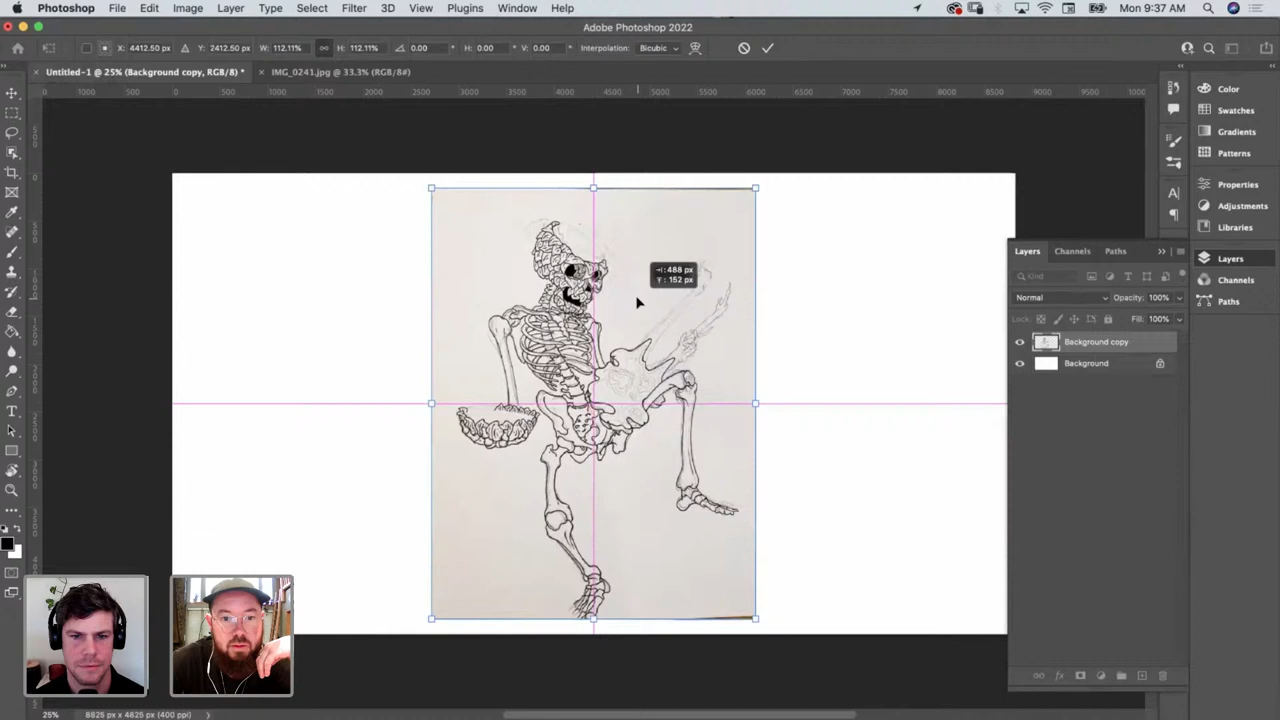 Photoshop File Edit Image Layer Type Select Filter 3D View Plugins Window Help Mon 9:37 AM
Adobe Photoshop 2022
X: 4412.50 px Y: 2412.50 px W: 112.11% H: 112.11% 0.00 ° H: 0.00 ° V: 0.00 ° Interpolation: Bicubic
Untitled-1 @ 25% (Background copy, RGB/8) * IMG_0241.jpg @ 33.3% (RGB/8#)
1000 500 0 500 1000 1500 2000 2500 3000 3500 4000 4500 5000 5500 6000 6500 7000 7500 8000 8500 9000 9500
Color
Swatches
Gradients
Patterns
Properties
Adjustments
Libraries
Layers
Channels
Paths
Layers Channels Paths
Kind
Normal Opacity: 100%
Lock: Fill: 100%
Background copy
Background
488 px
152 px
25% 8825 px x 4825 px (400 ppi)